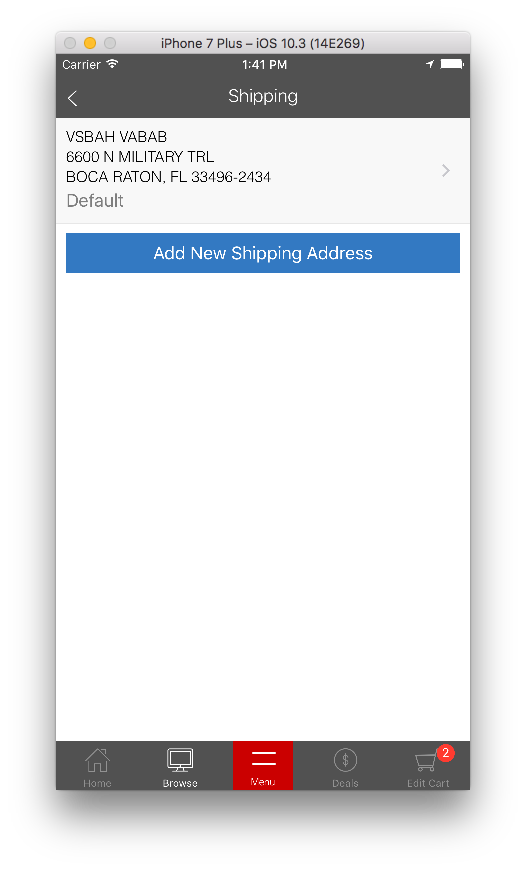 iPhone 7 Plus – iOS 10.3 (14E269)
Carrier 1:41 PM
Shipping
VSBAH VABAB
6600 N MILITARY TRL
BOCA RATON, FL 33496-2434
Default
Add New Shipping Address
$ 2
Home Browse Menu Deals Edit Cart